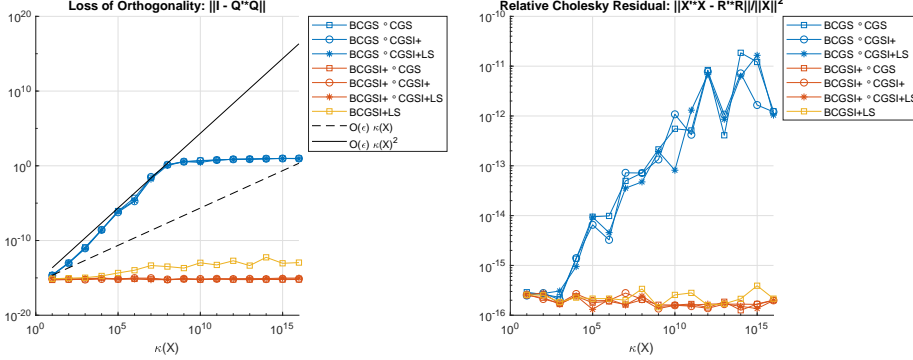 Loss of Orthogonality: ||I - Q'*Q||
10^10
10^0
10^-10
10^-20
10^0
10^5
10^10
10^15
κ(X)
BCGS ∘ CGS
BCGS ∘ CGSI+
BCGS ∘ CGSI+LS
BCGSI+ ∘ CGS
BCGSI+ ∘ CGSI+
BCGSI+ ∘ CGSI+LS
BCGSI+LS
O(ϵ) κ(X)
O(ϵ) κ(X)^2
Relative Cholesky Residual: ||X'*X - R'*R||/||X||^2
10^-10
10^-11
10^-12
10^-13
10^-14
10^-15
10^-16
10^0
10^5
10^10
10^15
κ(X)
BCGS ∘ CGS
BCGS ∘ CGSI+
BCGS ∘ CGSI+LS
BCGSI+ ∘ CGS
BCGSI+ ∘ CGSI+
BCGSI+ ∘ CGSI+LS
BCGSI+LS